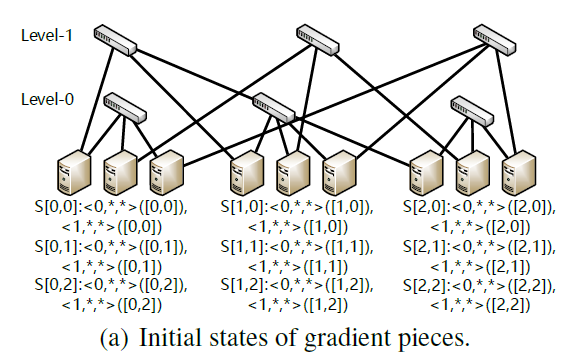 Level-1
Level-0
S[0,0]:<0,*,*>([0,0]), S[1,0]:<0,*,*>([1,0]), S[2,0]:<0,*,*>([2,0]),
<1,*,*>([0,0]) <1,*,*>([1,0]) <1,*,*>([2,0])
S[0,1]:<0,*,*>([0,1]), S[1,1]:<0,*,*>([1,1]), S[2,1]:<0,*,*>([2,1]),
<1,*,*>([0,1]) <1,*,*>([1,1]) <1,*,*>([2,1])
S[0,2]:<0,*,*>([0,2]), S[1,2]:<0,*,*>([1,2]), S[2,2]:<0,*,*>([2,2]),
<1,*,*>([0,2]) <1,*,*>([1,2]) <1,*,*>([2,2])
(a) Initial states of gradient pieces.